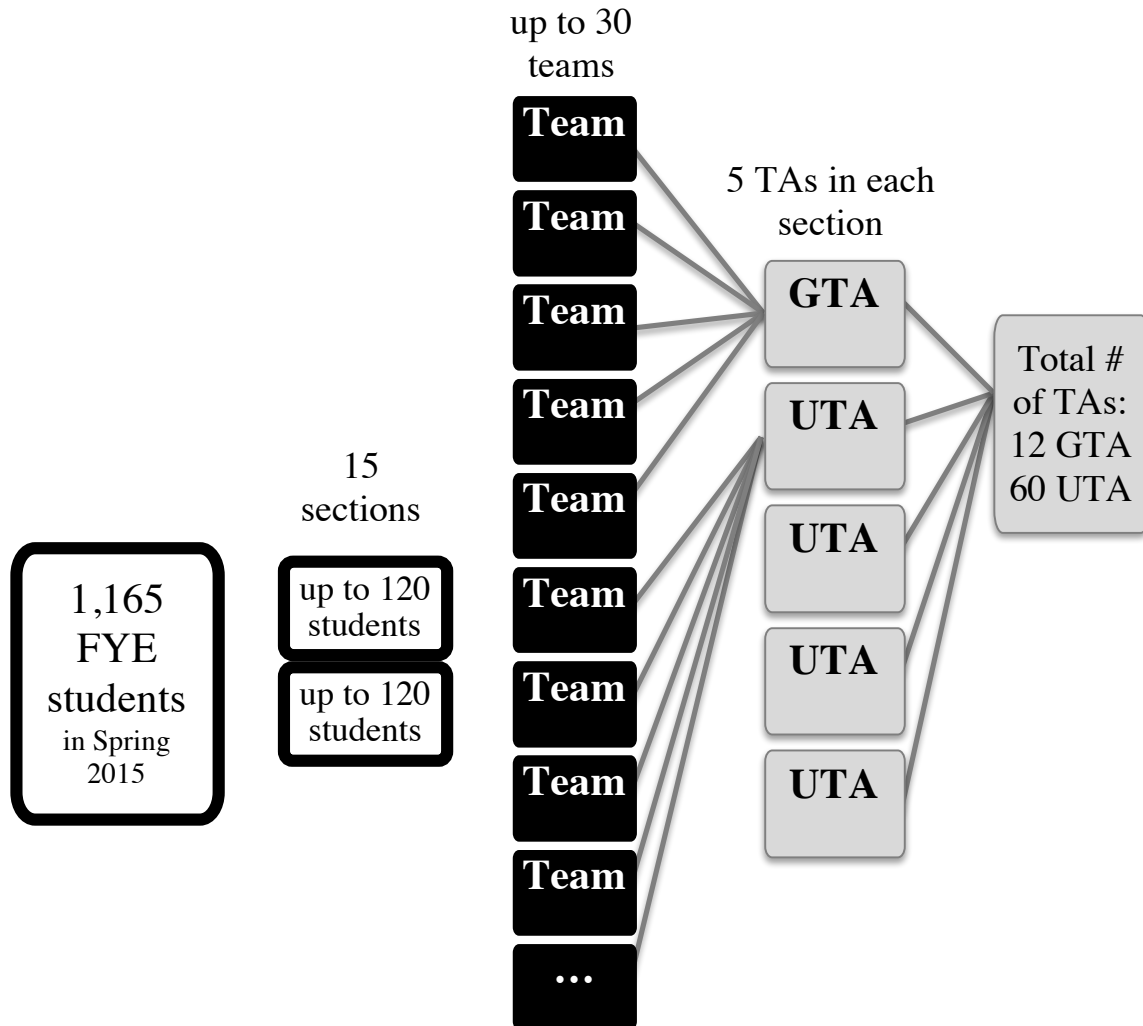 1,165
FYE
students
in Spring
2015
15
sections
up to 120
students
up to 120
students
up to 30
teams
Team
Team
Team
Team
Team
Team
Team
Team
Team
...
5 TAs in each
section
GTA
UTA
UTA
UTA
UTA
Total #
of TAs:
12 GTA
60 UTA